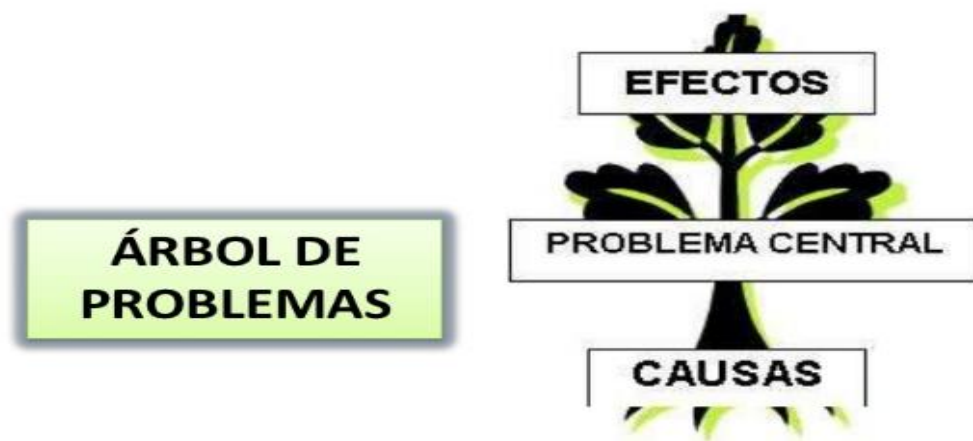 ÁRBOL DE
PROBLEMAS
EFECTOS
PROBLEMA CENTRAL
CAUSAS